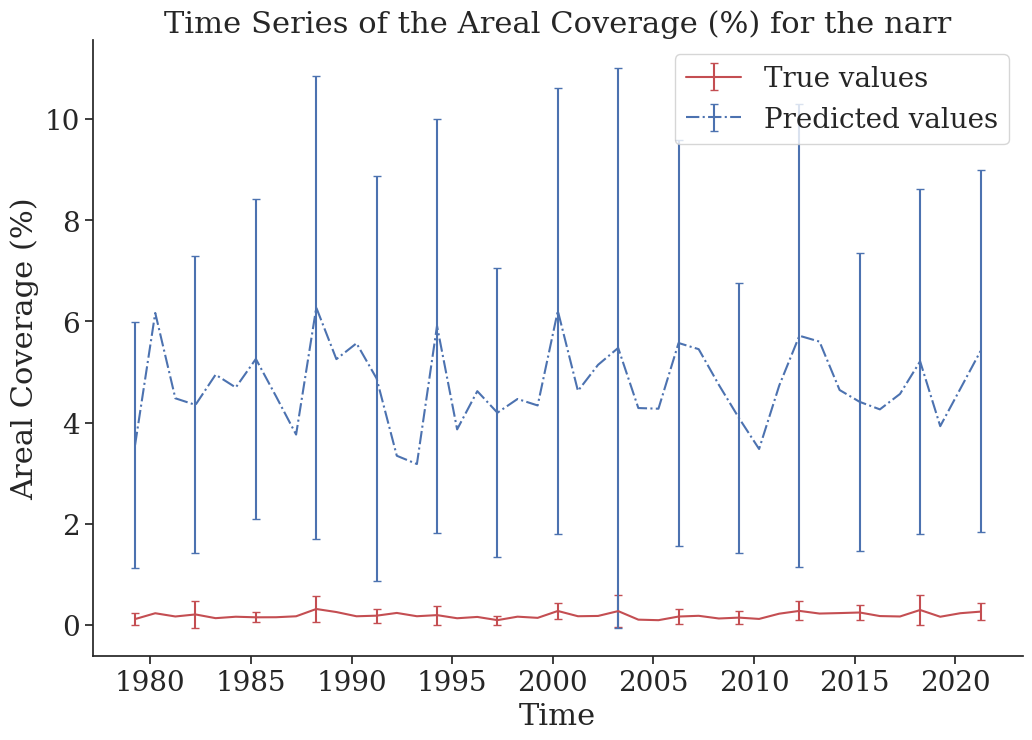 Time Series of the Areal Coverage (%) for the narr
True values
Predicted values
Areal Coverage (%)
10
8
6
4
2
0
1980 1985 1990 1995 2000 2005 2010 2015 2020
Time